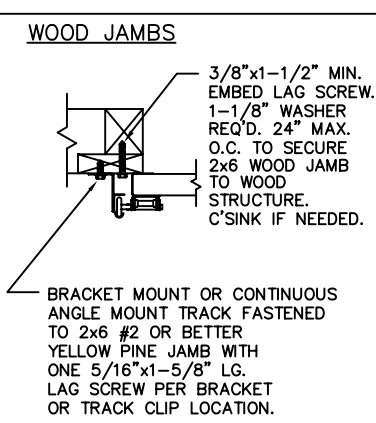 WOOD JAMBS
3/8"x1-1/2" MIN.
EMBED LAG SCREW.
1-1/8" WASHER
REQ'D. 24" MAX.
O.C. TO SECURE
2x6 WOOD JAMB
TO WOOD
STRUCTURE.
C'SINK IF NEEDED.
BRACKET MOUNT OR CONTINUOUS
ANGLE MOUNT TRACK FASTENED
TO 2x6 #2 OR BETTER
YELLOW PINE JAMB WITH
ONE 5/16"x1-5/8" LG.
LAG SCREW PER BRACKET
OR TRACK CLIP LOCATION.